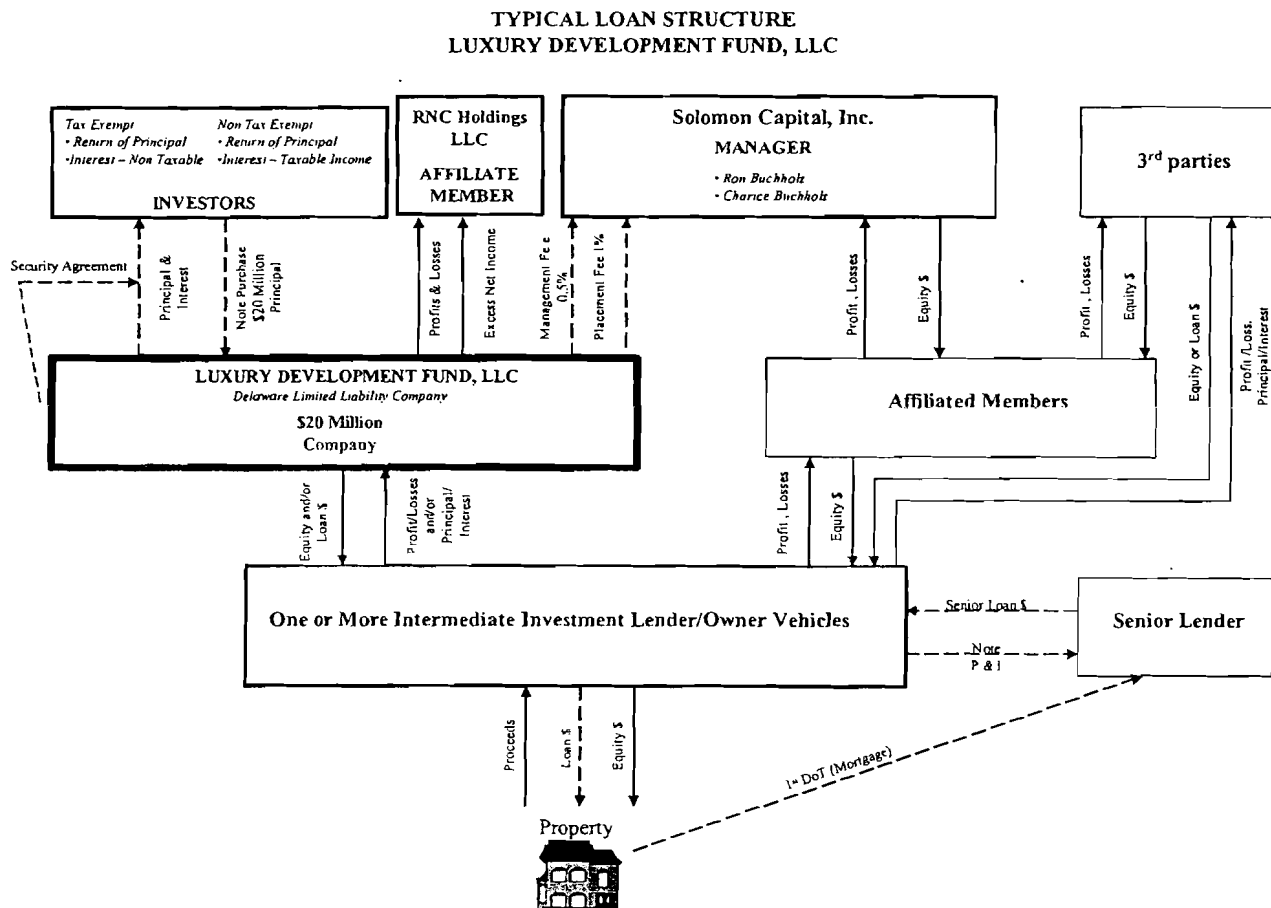 TYPICAL LOAN STRUCTURE
LUXURY DEVELOPMENT FUND, LLC
Tax Exempt
• Return of Principal
•Interest – Non Taxable
Non Tax Exempt
• Return of Principal
•Interest – Taxable Income
INVESTORS
RNC Holdings
LLC
AFFILIATE
MEMBER
Solomon Capital, Inc.
MANAGER
• Ron Buchholz
• Charice Buchholz
3rd parties
Security Agreement
Principal &
Interest
Note Purchase
$20 Million
Principal
Profits & Losses
Excess Net Income
Management Fee
0.5%
Placement Fee 1%
Profit , Losses
Equity $
Profit , Losses
Equity $
Equity or Loan $
Profit /Loss,
Principal/Interest
LUXURY DEVELOPMENT FUND, LLC
Delaware Limited Liability Company
$20 Million
Company
Affiliated Members
Equity and/or
Loan $
Profit/Losses
and/or
Principal/
Interest
Profit , Losses
Equity $
One or More Intermediate Investment Lender/Owner Vehicles
Senior Loan $
Note
P & I
Senior Lender
Proceeds
Loan $
Equity $
1st DoT (Mortgage)
Property